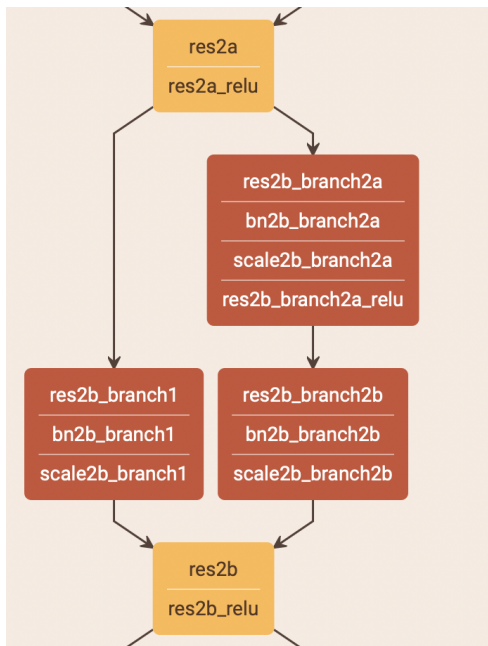 res2a
res2a_relu
res2b_branch2a
bn2b_branch2a
scale2b_branch2a
res2b_branch2a_relu
res2b_branch1
bn2b_branch1
scale2b_branch1
res2b_branch2b
bn2b_branch2b
scale2b_branch2b
res2b
res2b_relu